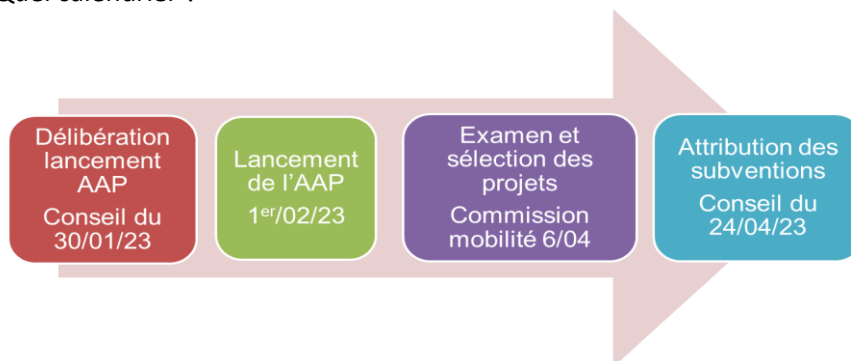 Quel calendrier ?
Délibération
lancement
AAP
Conseil du
30/01/23
Lancement
de l'AAP
1er/02/23
Examen et
sélection des
projets
Commission
mobilité 6/04
Attribution des
subventions
Conseil du
24/04/23